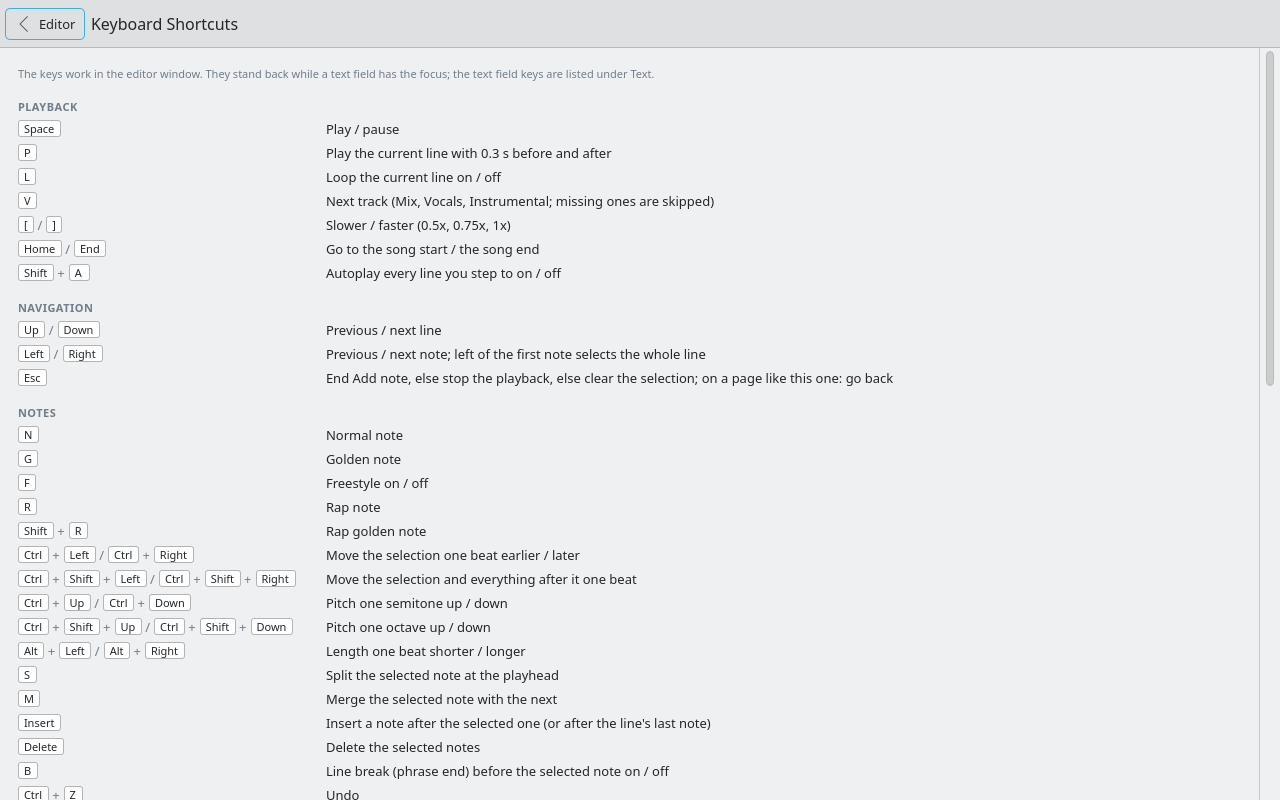 Editor Keyboard Shortcuts
The keys work in the editor window. They stand back while a text field has the focus; the text field keys are listed under Text.
PLAYBACK
Space Play / pause
P Play the current line with 0.3 s before and after
L Loop the current line on / off
V Next track (Mix, Vocals, Instrumental; missing ones are skipped)
[ / ] Slower / faster (0.5x, 0.75x, 1x)
Home / End Go to the song start / the song end
Shift + A Autoplay every line you step to on / off
NAVIGATION
Up / Down Previous / next line
Left / Right Previous / next note; left of the first note selects the whole line
Esc End Add note, else stop the playback, else clear the selection; on a page like this one: go back
NOTES
N Normal note
G Golden note
F Freestyle on / off
R Rap note
Shift + R Rap golden note
Ctrl + Left / Ctrl + Right Move the selection one beat earlier / later
Ctrl + Shift + Left / Ctrl + Shift + Right Move the selection and everything after it one beat
Ctrl + Up / Ctrl + Down Pitch one semitone up / down
Ctrl + Shift + Up / Ctrl + Shift + Down Pitch one octave up / down
Alt + Left / Alt + Right Length one beat shorter / longer
S Split the selected note at the playhead
M Merge the selected note with the next
Insert Insert a note after the selected one (or after the line's last note)
Delete Delete the selected notes
B Line break (phrase end) before the selected note on / off
Ctrl + Z Undo